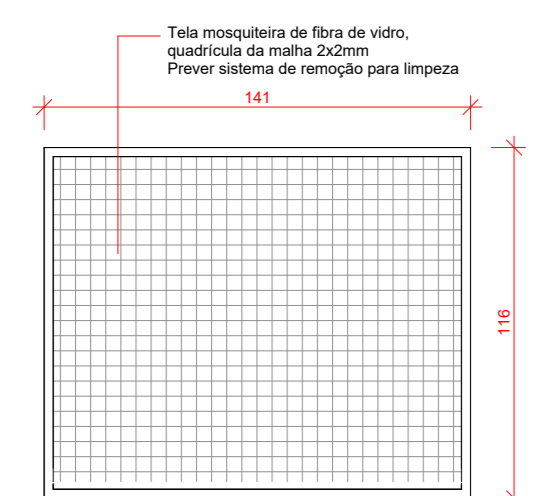 Tela mosquiteira de fibra de vidro,
quadrícula da malha 2x2mm
Prever sistema de remoção para limpeza
141
116